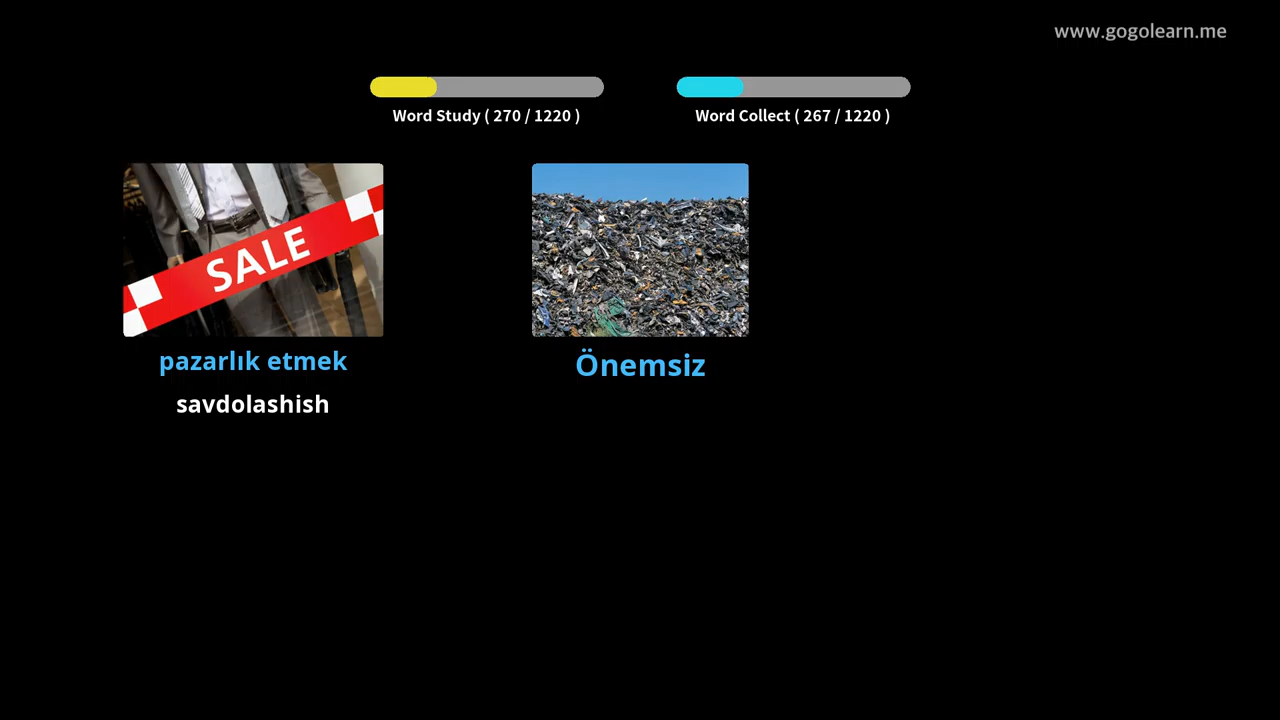 www.gogolearn.me
Word Study ( 270 / 1220 )
Word Collect ( 267 / 1220 )
SALE
pazarlık etmek
savdolashish
Önemsiz